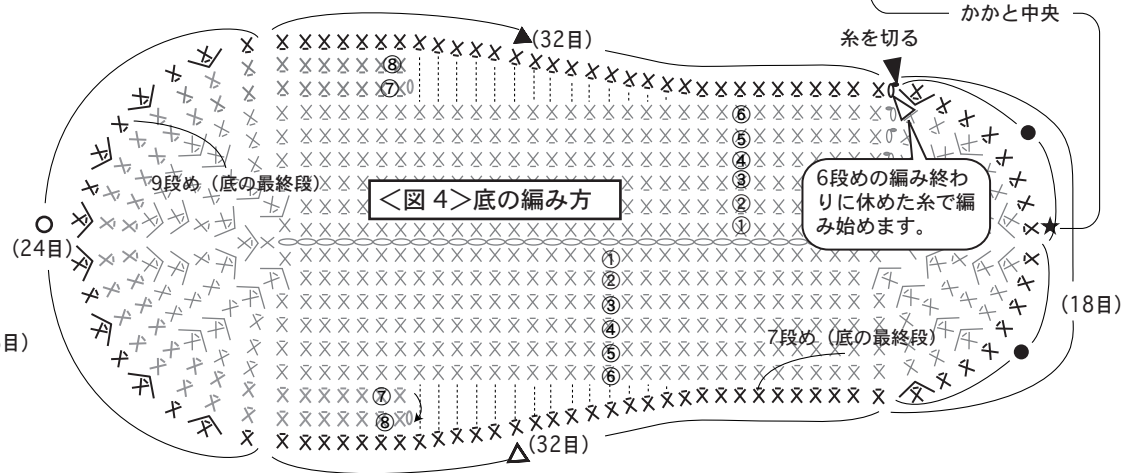 かかと中央
糸を切る
▲(32目)
⑧
⑦
⑥
⑤
④
③
②
①
9段め（底の最終段）
＜図 4＞底の編み方
6段めの編み終わ
りに休めた糸で編
み始めます。
●
★
○
(24目)
①
②
③
④
⑤
⑥
(18目)
目)
7段め（底の最終段）
●
⑦
⑧
△(32目)